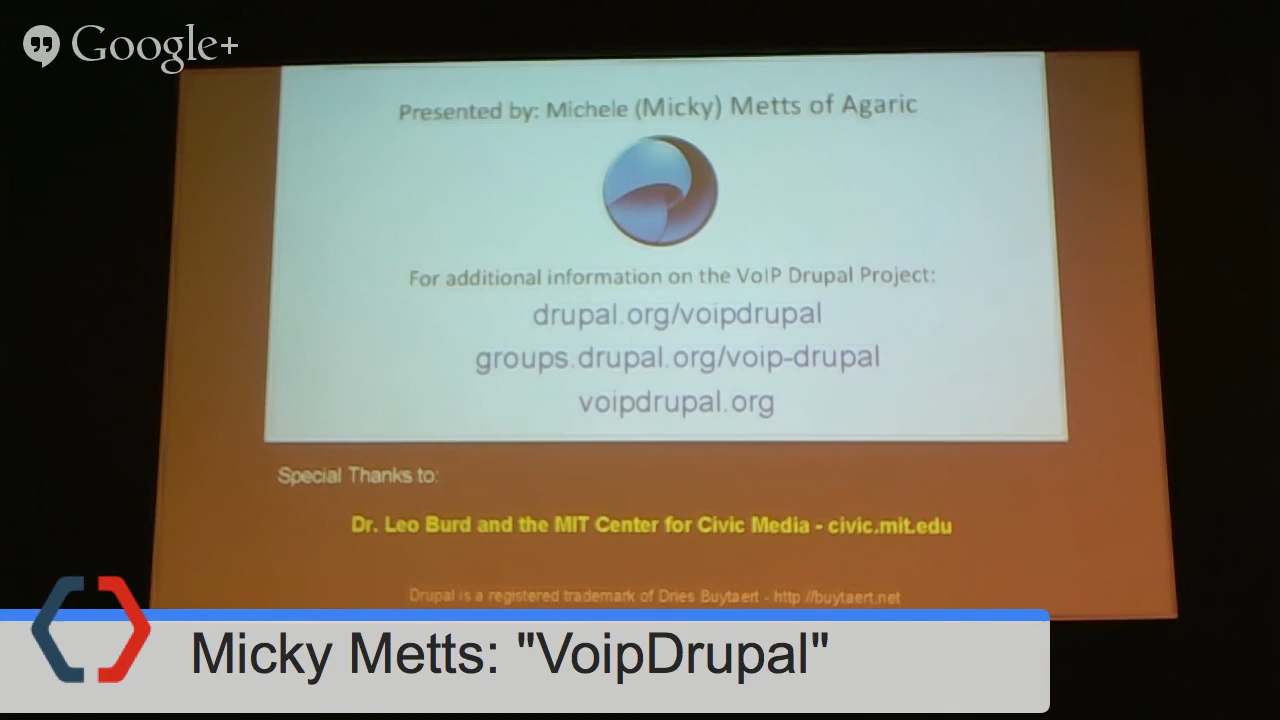 Google+
Presented by: Michele (Micky) Metts of Agaric
For additional information on the VoIP Drupal Project:
drupal.org/voipdrupal
groups.drupal.org/voip-drupal
voipdrupal.org
Special Thanks to:
Dr. Leo Burd and the MIT Center for Civic Media - civic.mit.edu
Drupal is a registered trademark of Dries Buytaert - http://buytaert.net
Micky Metts: "VoipDrupal"